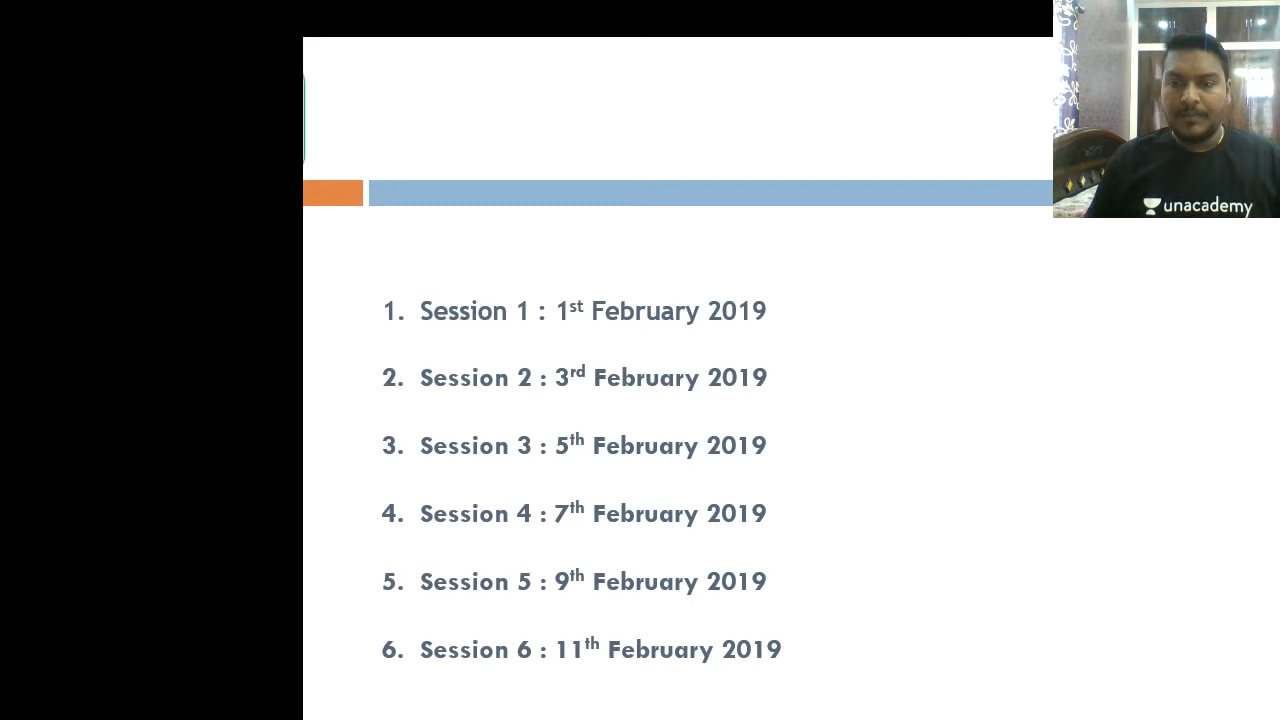 unacademy
1. Session 1 : 1st February 2019
2. Session 2 : 3rd February 2019
3. Session 3 : 5th February 2019
4. Session 4 : 7th February 2019
5. Session 5 : 9th February 2019
6. Session 6 : 11th February 2019